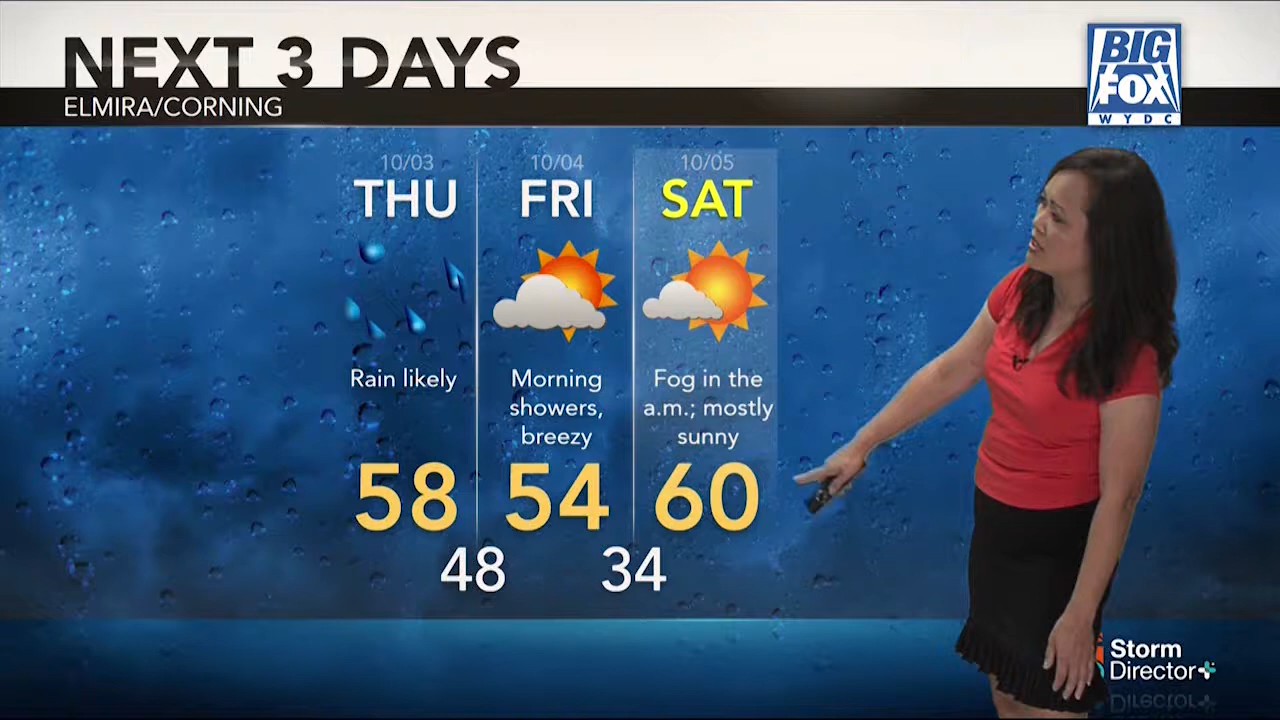 NEXT 3 DAYS
ELMIRA/CORNING
BIG
FOX
WYDC
10/03
THU
Rain likely
58
10/04
FRI
Morning
showers,
breezy
54
10/05
SAT
Fog in the
a.m.; mostly
sunny
60
48
34
Storm
Director+